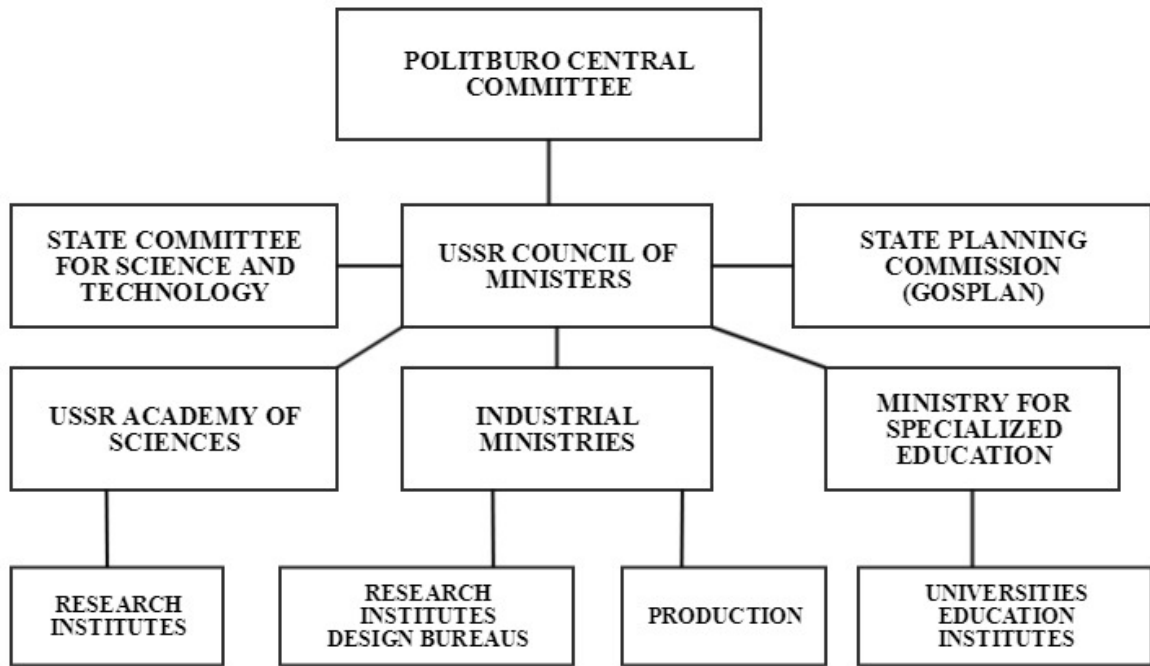 POLITBURO CENTRAL
COMMITTEE
STATE COMMITTEE
FOR SCIENCE AND
TECHNOLOGY
USSR COUNCIL OF
MINISTERS
STATE PLANNING
COMMISSION
(GOSPLAN)
USSR ACADEMY OF
SCIENCES
INDUSTRIAL
MINISTRIES
MINISTRY FOR
SPECIALIZED
EDUCATION
RESEARCH
INSTITUTES
RESEARCH
INSTITUTES
DESIGN BUREAUS
PRODUCTION
UNIVERSITIES
EDUCATION
INSTITUTES